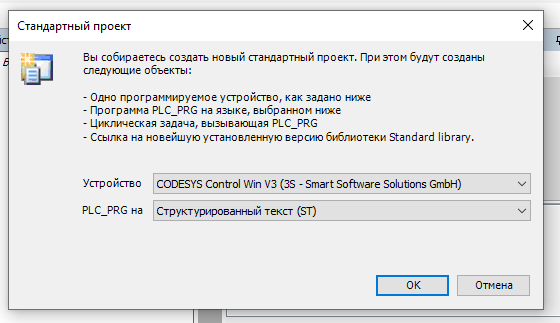 Стандартный проект
Вы собираетесь создать новый стандартный проект. При этом будут созданы
следующие объекты:
- Одно программируемое устройство, как задано ниже
- Программа PLC_PRG на языке, выбранном ниже
- Циклическая задача, вызывающая PLC_PRG
- Ссылка на новейшую установленную версию библиотеки Standard library.
Устройство
CODESYS Control Win V3 (3S - Smart Software Solutions GmbH)
PLC_PRG на
Структурированный текст (ST)
OK
Отмена